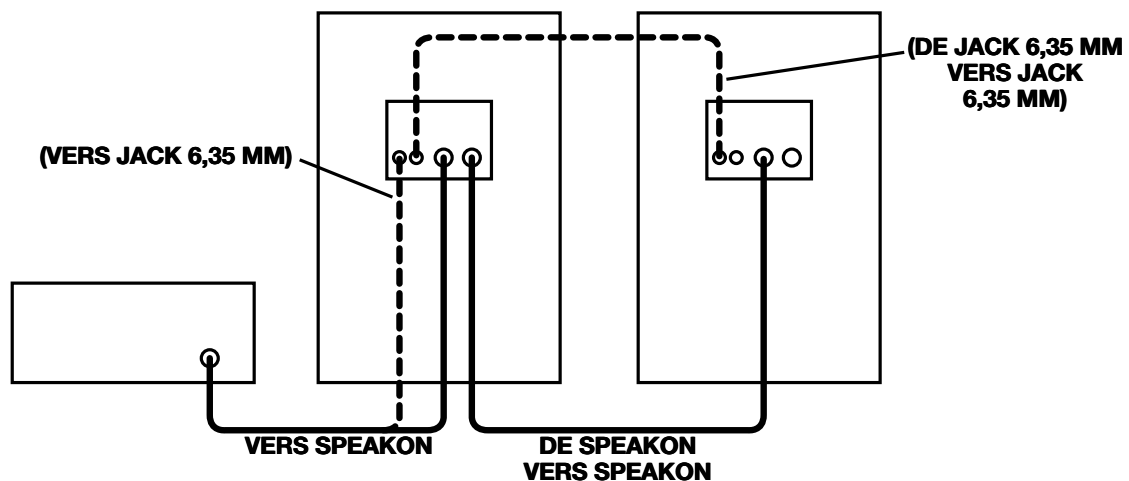 (DE JACK 6,35 MM
VERS JACK
6,35 MM)
(VERS JACK 6,35 MM)
VERS SPEAKON
DE SPEAKON
VERS SPEAKON